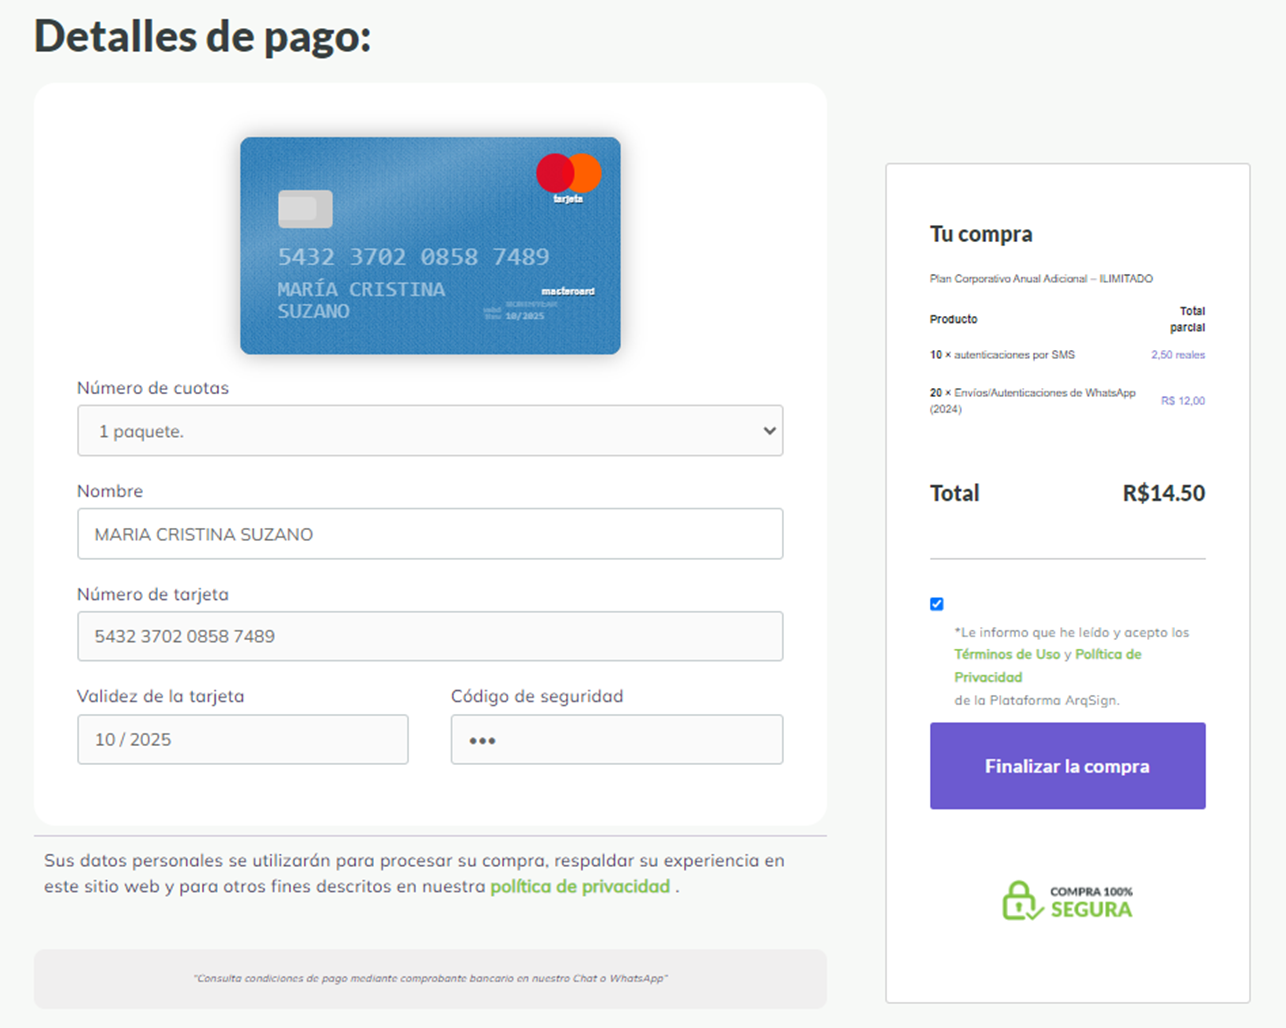 Detalles de pago:
tarjeta
5432 3702 0858 7489
MARÍA CRISTINA
SUZANO
mastercard
MONTH/YEAR
valid
thru 10/2025
Número de cuotas
1 paquete.
Nombre
MARIA CRISTINA SUZANO
Número de tarjeta
5432 3702 0858 7489
Validez de la tarjeta
Código de seguridad
10 / 2025
•••
Sus datos personales se utilizarán para procesar su compra, respaldar su experiencia en
este sitio web y para otros fines descritos en nuestra política de privacidad .
"Consulta condiciones de pago mediante comprobante bancario en nuestro Chat o WhatsApp"
Tu compra
Plan Corporativo Anual Adicional – ILIMITADO
Producto
Total
parcial
10 × autenticaciones por SMS
2,50 reales
20 × Envíos/Autenticaciones de WhatsApp
(2024)
R$ 12,00
Total
R$14.50
*Le informo que he leído y acepto los
Términos de Uso y Política de
Privacidad
de la Plataforma ArqSign.
Finalizar la compra
COMPRA 100%
SEGURA